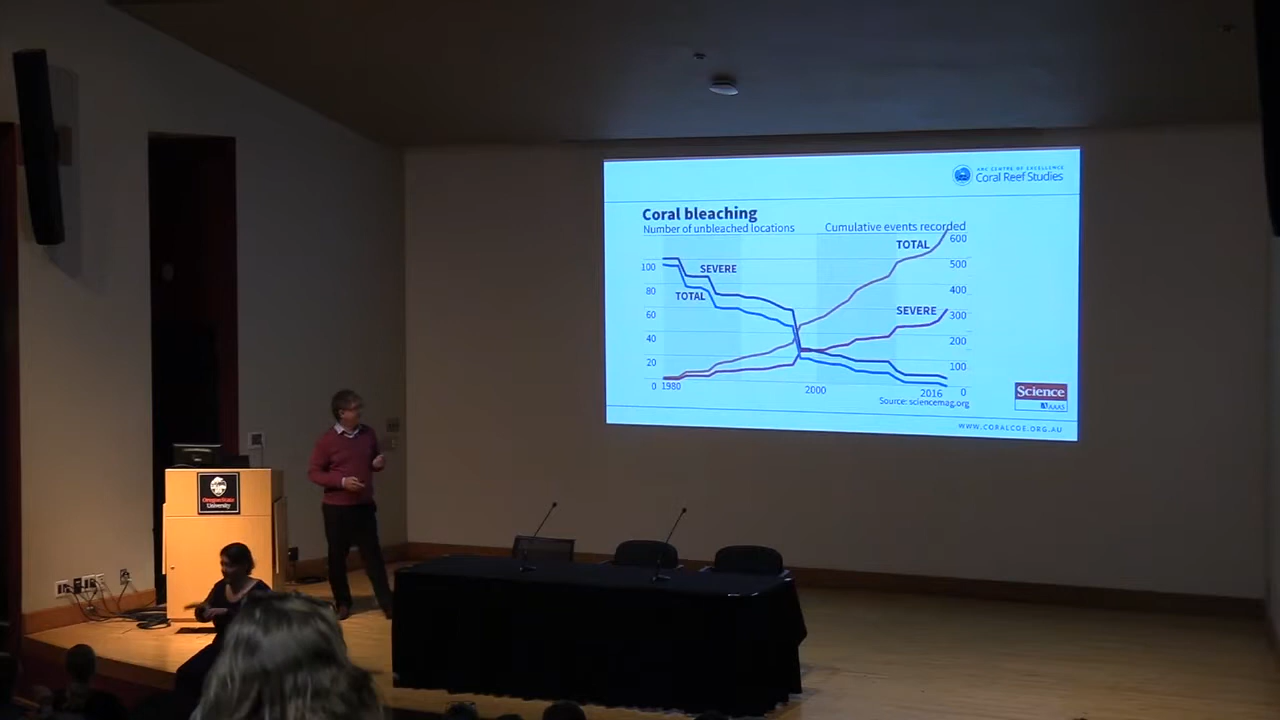 ARC CENTRE OF EXCELLENCE
Coral Reef Studies
Coral bleaching
Number of unbleached locations
Cumulative events recorded
TOTAL
600
100
SEVERE
500
80
TOTAL
400
60
SEVERE
300
40
200
20
100
0
1980
2000
2016
0
Source: sciencemag.org
Science
AAAS
WWW.CORALCOE.ORG.AU
Oregon State
University